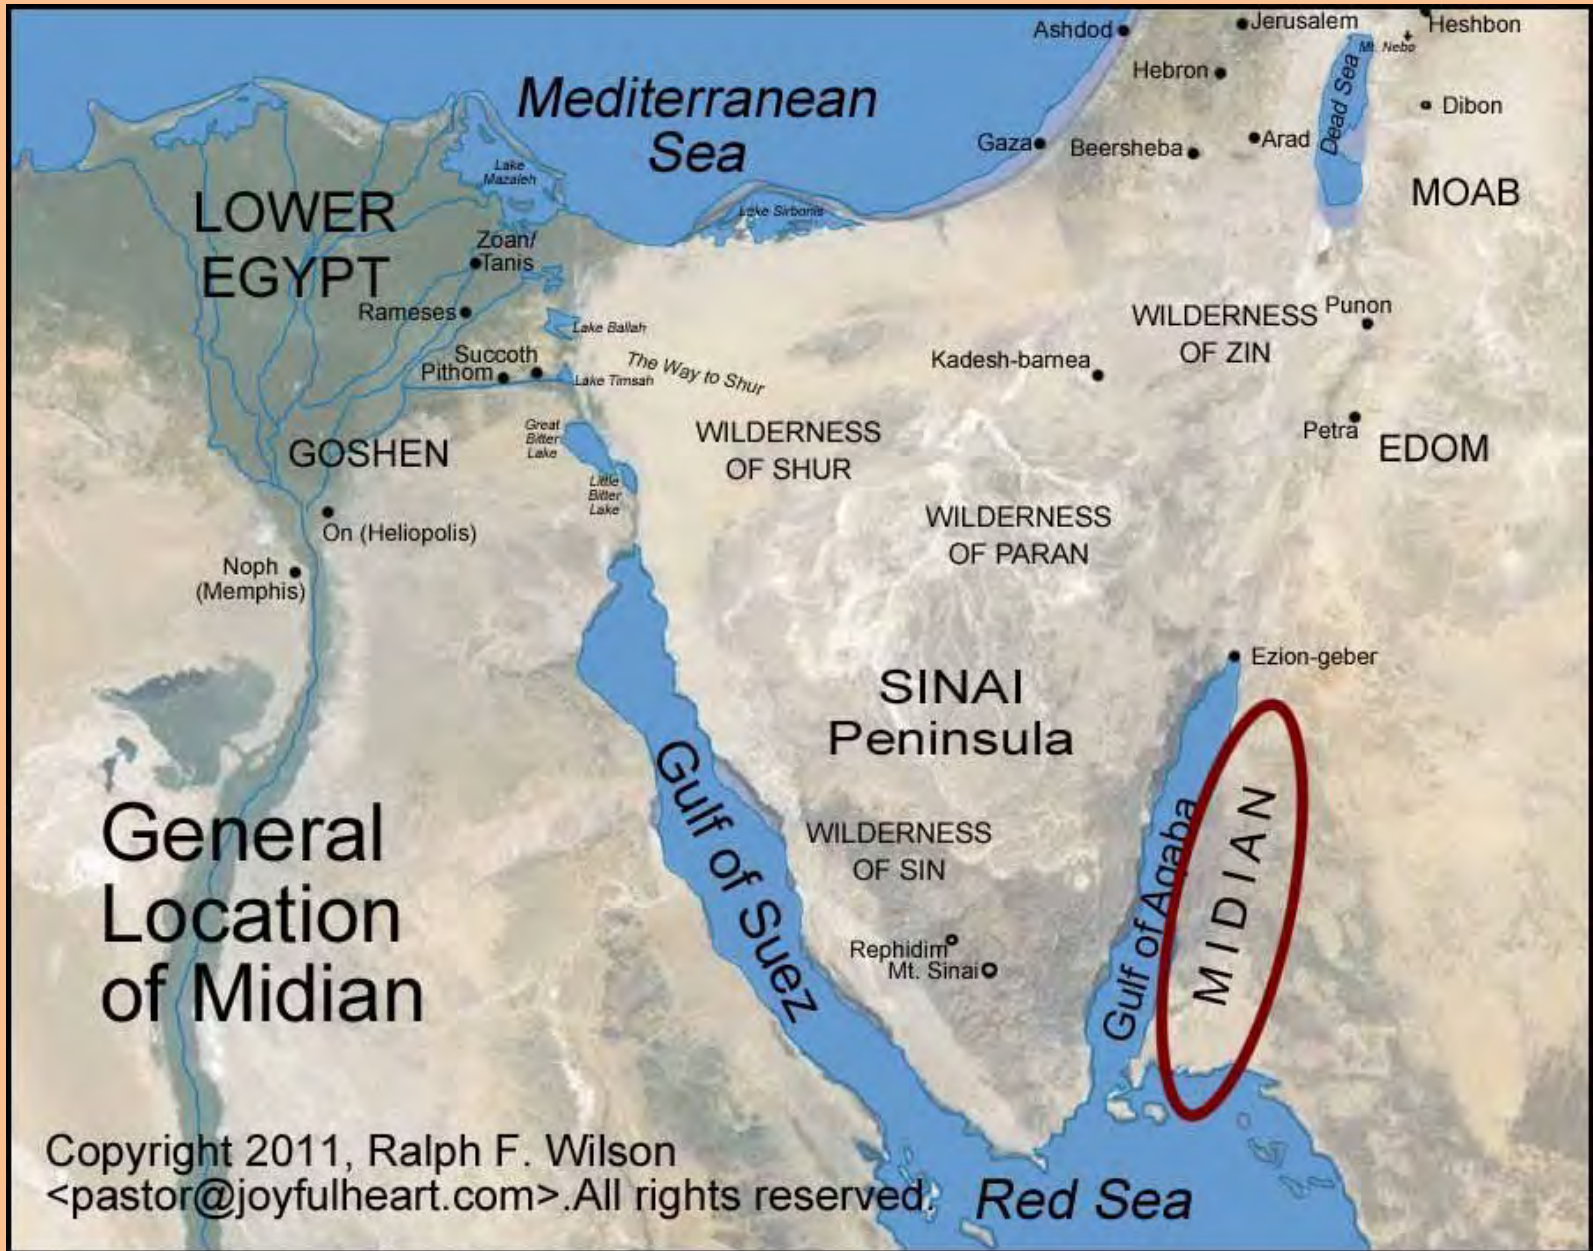 Ashdod
Jerusalem
Heshbon
Mt. Nebo
Hebron
Dead Sea
Dibon
Mediterranean
Sea
Gaza
Beersheba
Arad
MOAB
Lake
Mazaleh
Lake Sirbonis
LOWER
EGYPT
Zoan/
Tanis
Rameses
Lake Ballah
WILDERNESS
OF ZIN
Punon
Succoth
Pithom
Lake Timsah
The Way to Shur
Kadesh-barnea
Great
Bitter
Lake
WILDERNESS
OF SHUR
Petra
EDOM
GOSHEN
Little
Bitter
Lake
On (Heliopolis)
WILDERNESS
OF PARAN
Noph
(Memphis)
Ezion-geber
SINAI
Peninsula
Gulf of Suez
Gulf of Aqaba
MIDIAN
General
Location
of Midian
WILDERNESS
OF SIN
Rephidim
Mt. Sinai
Copyright 2011, Ralph F. Wilson
<pastor@joyfulheart.com>.All rights reserved.
Red Sea